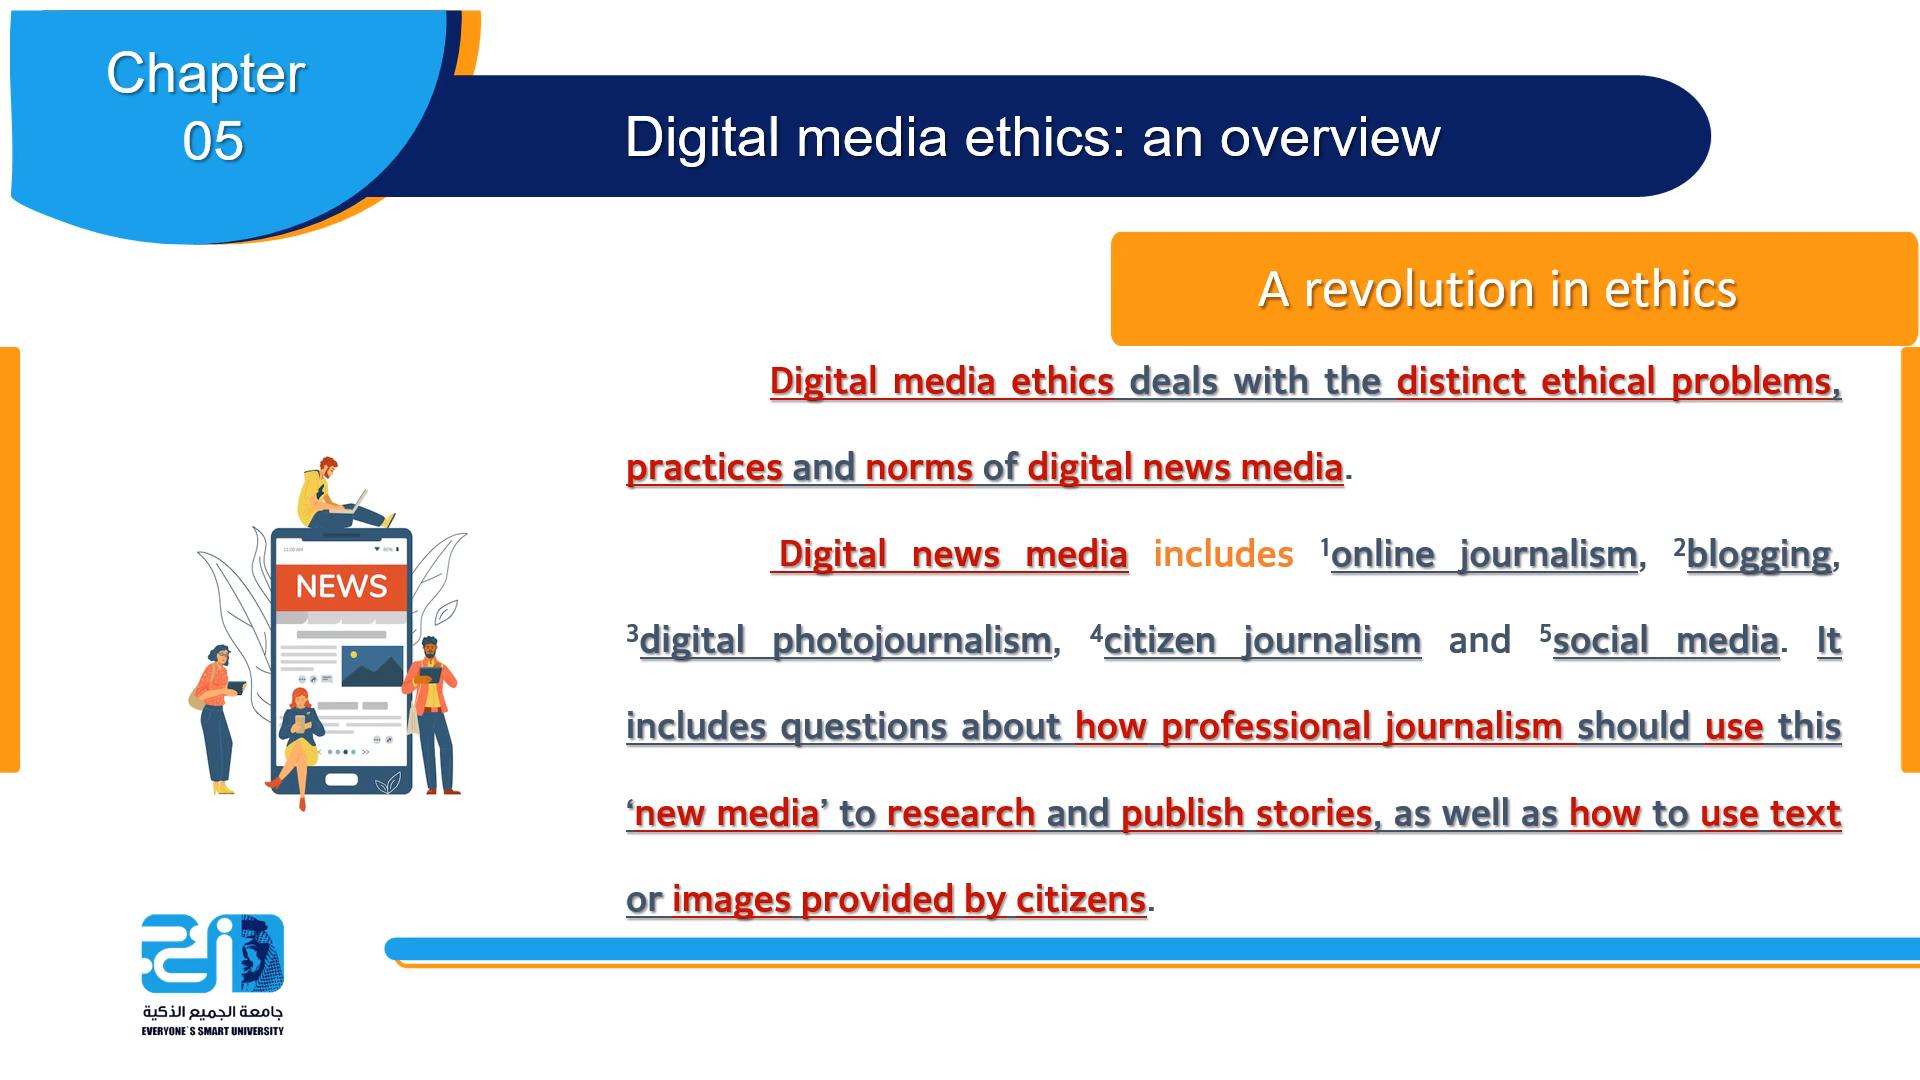 Chapter
05
Digital media ethics: an overview
A revolution in ethics
Digital media ethics deals with the distinct ethical problems,
practices and norms of digital news media.
Digital news media includes ¹online journalism, ²blogging,
³digital photojournalism, ⁴citizen journalism and ⁵social media. It
includes questions about how professional journalism should use this
‘new media’ to research and publish stories, as well as how to use text
or images provided by citizens.
11:00 AM
NEWS
جامعة الجميع الذكية
EVERYONE`S SMART UNIVERSITY